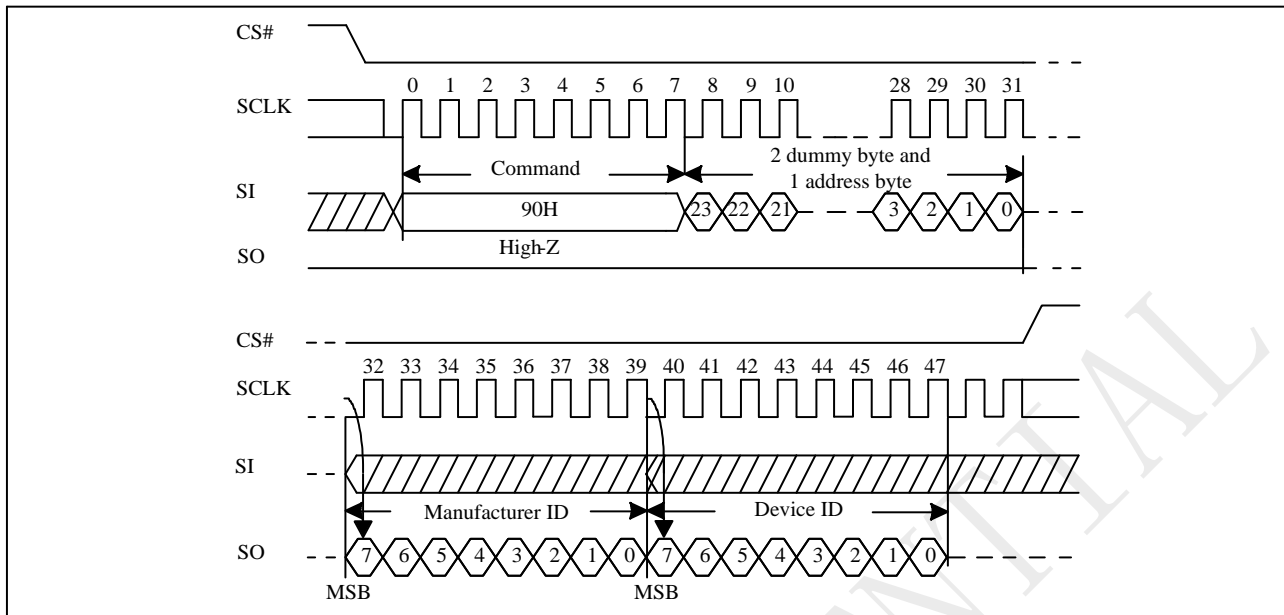 CS#
0 1 2 3 4 5 6 7 8 9 10 28 29 30 31
SCLK
Command
2 dummy byte and
1 address byte
SI
90H
23 22 21 3 2 1 0
High-Z
SO
CS#
32 33 34 35 36 37 38 39 40 41 42 43 44 45 46 47
SCLK
SI
Manufacturer ID Device ID
SO
7 6 5 4 3 2 1 0 7 6 5 4 3 2 1 0
MSB MSB
NTIAL